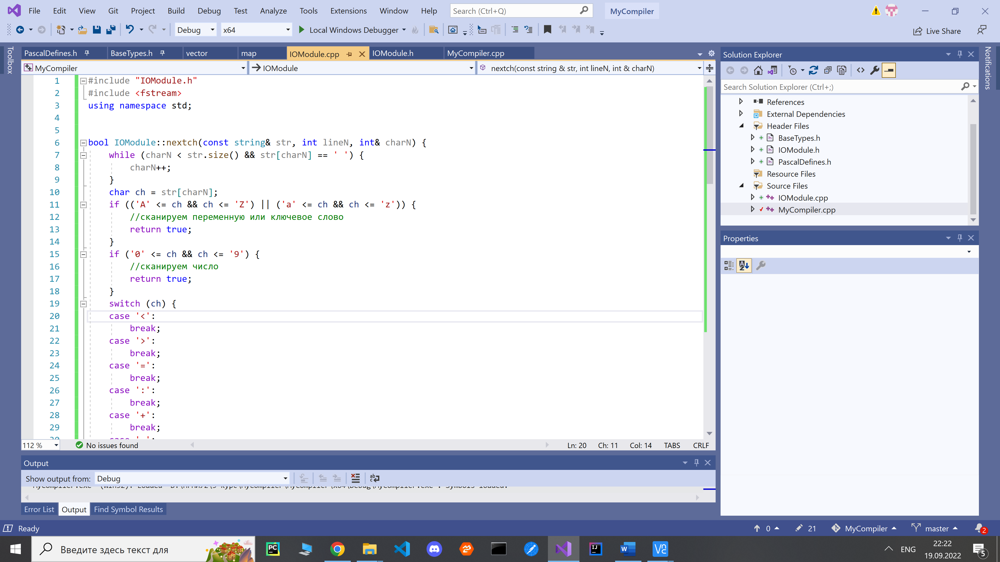 File Edit View Git Project Build Debug Test Analyze Tools Extensions Window Help Search (Ctrl+Q) MyCompiler
Debug x64 Local Windows Debugger Live Share
Toolbox
PascalDefines.h BaseTypes.h vector map IOModule.cpp IOModule.h MyCompiler.cpp
MyCompiler IOModule nextch(const string & str, int lineN, int & charN)
1 #include "IOModule.h"
2 #include <fstream>
3 using namespace std;
4
5
6 bool IOModule::nextch(const string& str, int lineN, int& charN) {
7 while (charN < str.size() && str[charN] == ' ') {
8 charN++;
9 }
10 char ch = str[charN];
11 if (('A' <= ch && ch <= 'Z') || ('a' <= ch && ch <= 'z')) {
12 //сканируем переменную или ключевое слово
13 return true;
14 }
15 if ('0' <= ch && ch <= '9') {
16 //сканируем число
17 return true;
18 }
19 switch (ch) {
20 case '<':
21 break;
22 case '>':
23 break;
24 case '=':
25 break;
26 case ':':
27 break;
28 case '+':
29 break;
112 % No issues found Ln: 20 Ch: 11 Col: 14 TABS CRLF
Output
Show output from: Debug
Error List Output Find Symbol Results
Solution Explorer
Search Solution Explorer (Ctrl+;)
References
External Dependencies
Header Files
BaseTypes.h
IOModule.h
PascalDefines.h
Resource Files
Source Files
IOModule.cpp
MyCompiler.cpp
Properties
Notifications
Ready 0 21 MyCompiler master 2
Введите здесь текст для ENG 22:22
19.09.2022 5